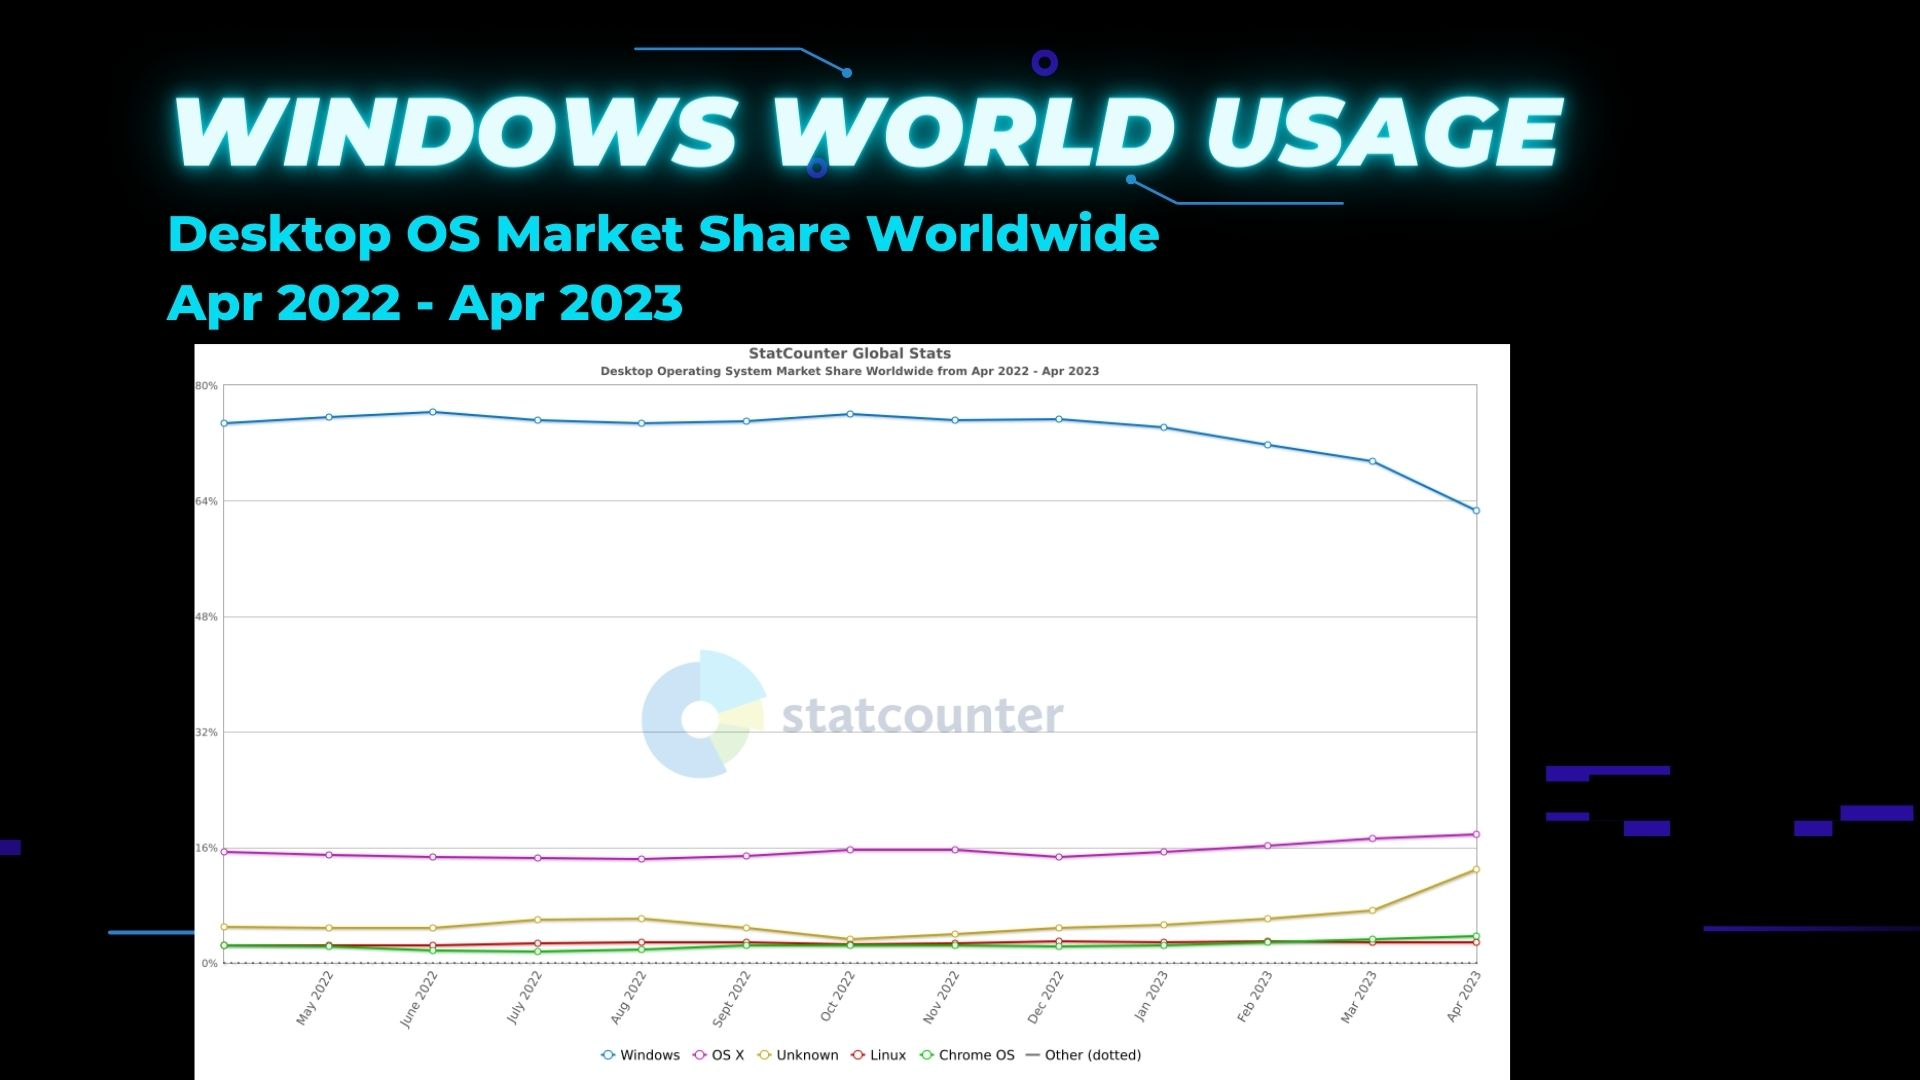 WINDOWS WORLD USAGE
Desktop OS Market Share Worldwide
Apr 2022 - Apr 2023
StatCounter Global Stats
Desktop Operating System Market Share Worldwide from Apr 2022 - Apr 2023
80%
64%
48%
statcounter
32%
16%
0%
May 2022
June 2022
July 2022
Aug 2022
Sept 2022
Oct 2022
Nov 2022
Dec 2022
Jan 2023
Feb 2023
Mar 2023
Apr 2023
Windows OS X Unknown Linux Chrome OS Other (dotted)